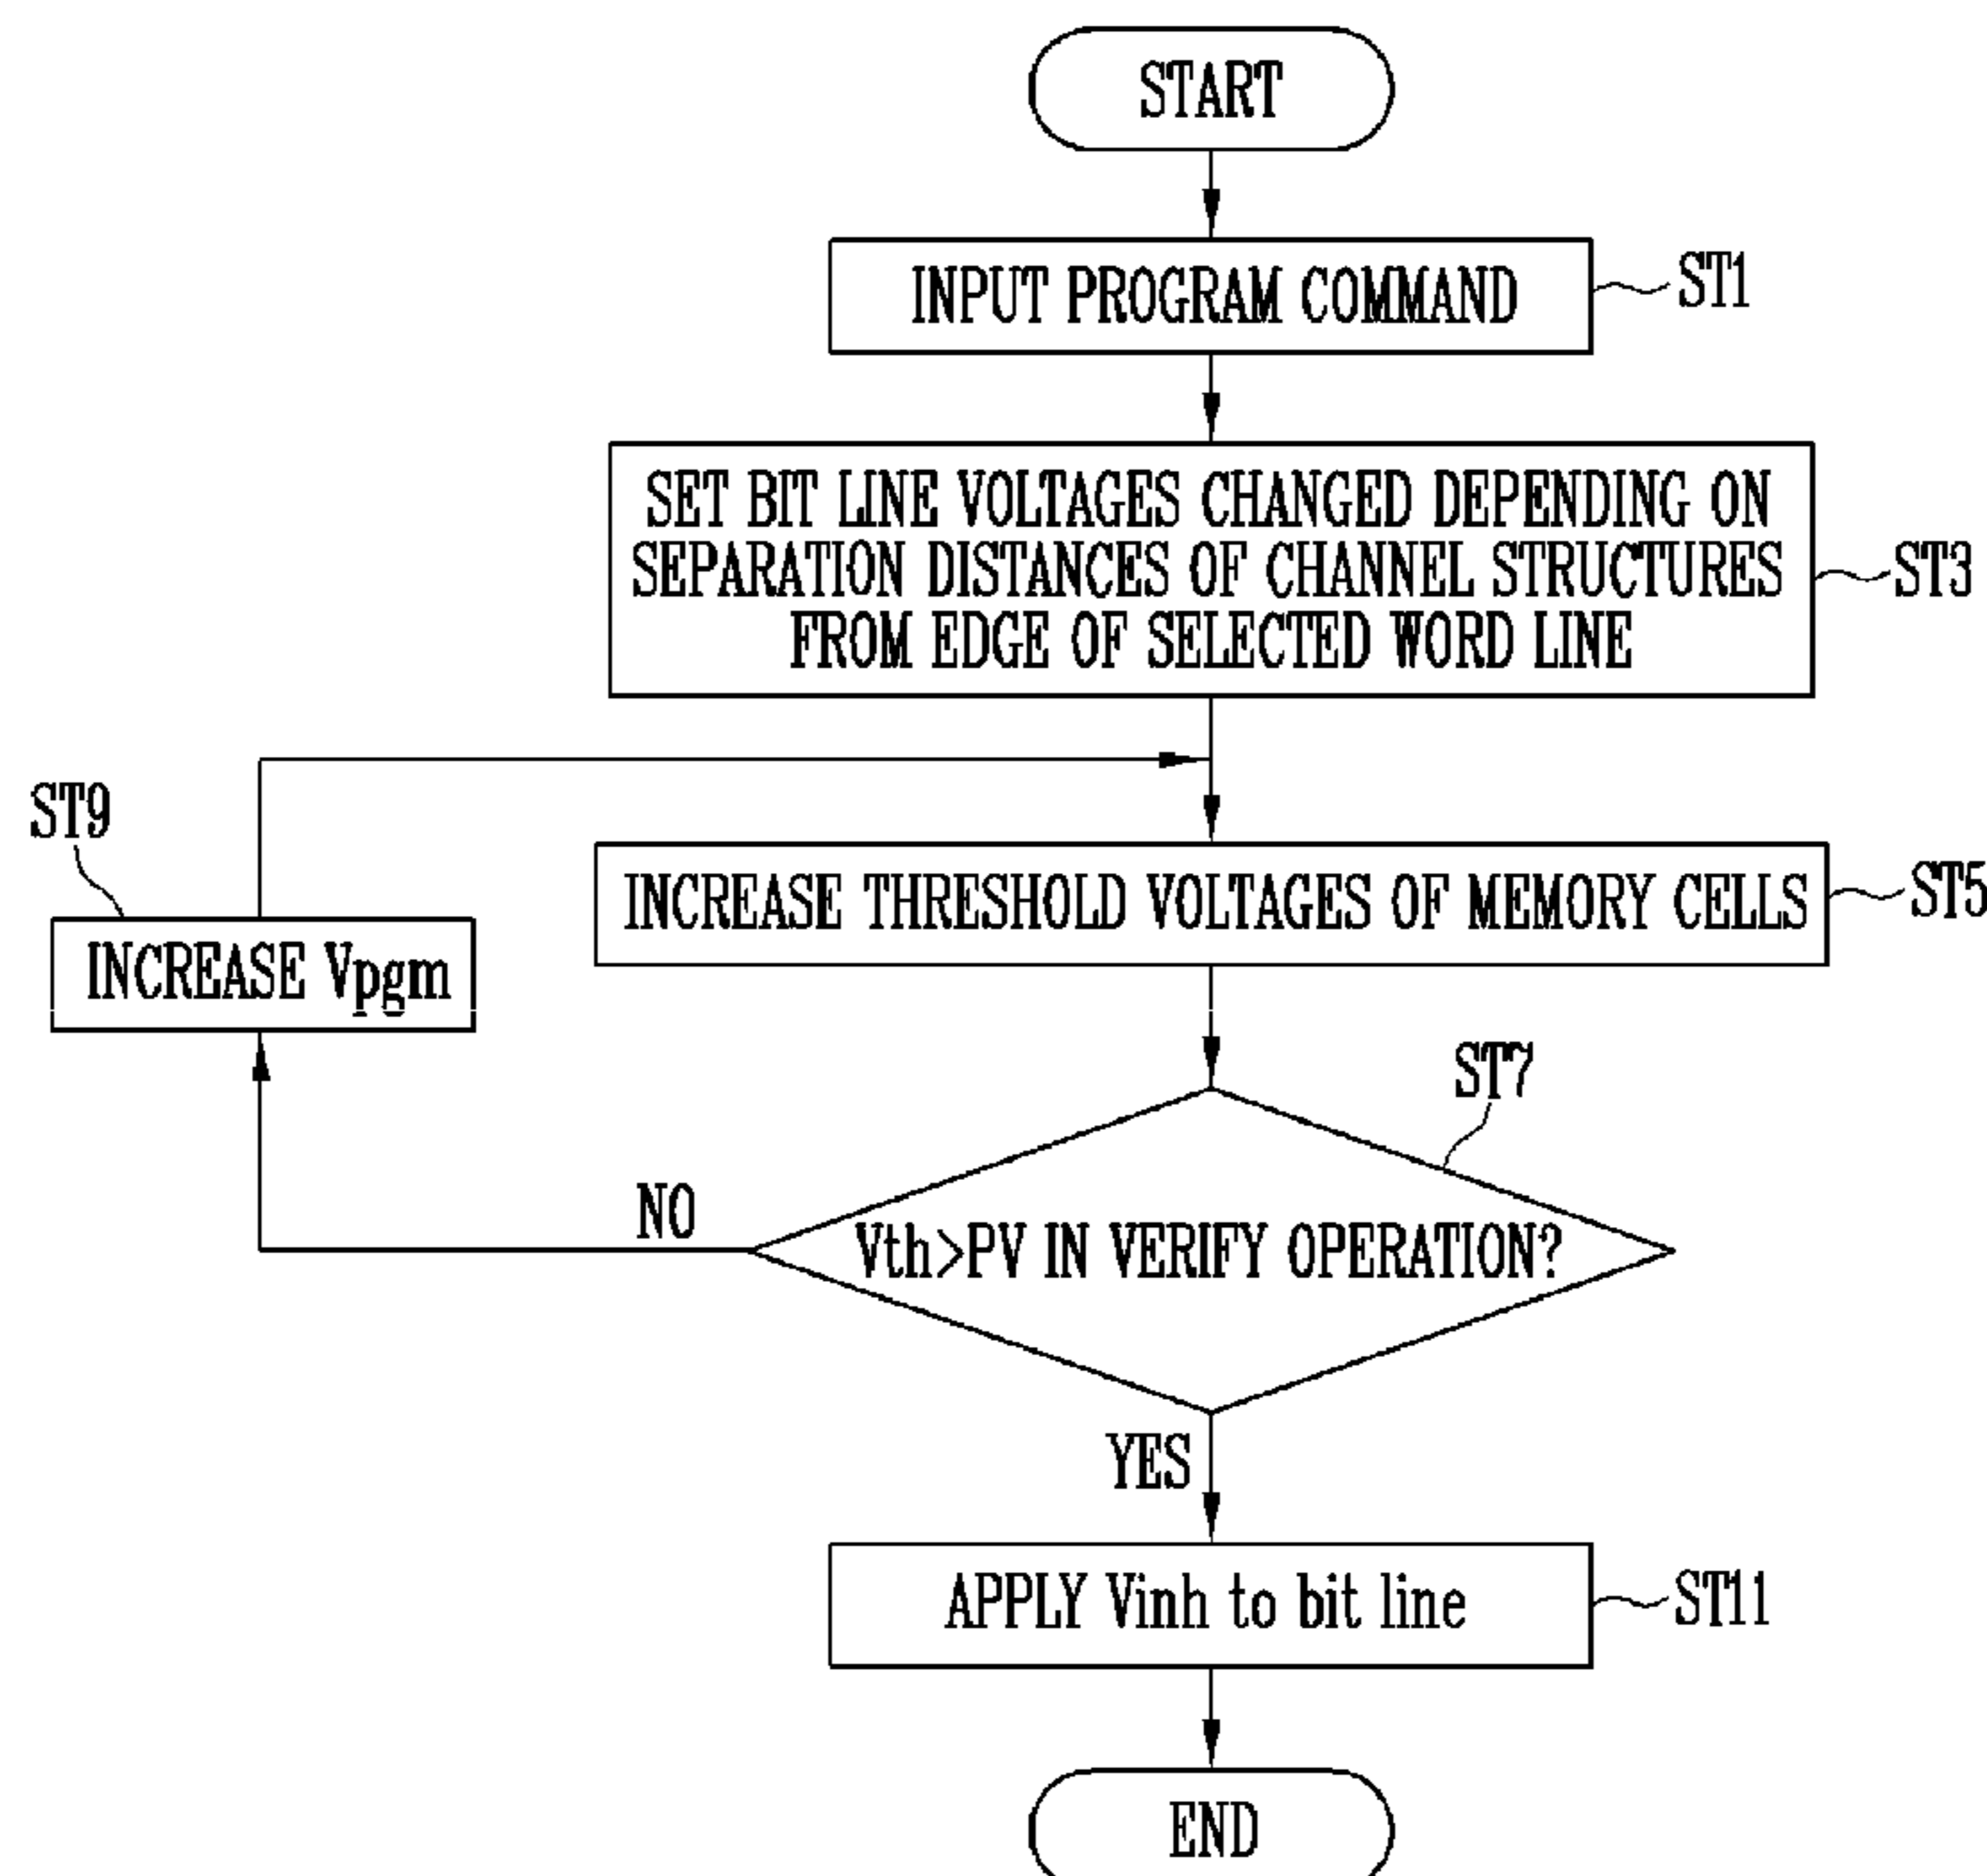 START
INPUT PROGRAM COMMAND
ST1
SET BIT LINE VOLTAGES CHANGED DEPENDING ON
SEPARATION DISTANCES OF CHANNEL STRUCTURES
FROM EDGE OF SELECTED WORD LINE
ST3
ST9
INCREASE THRESHOLD VOLTAGES OF MEMORY CELLS
ST5
INCREASE Vpgm
ST7
NO
Vth>PV IN VERIFY OPERATION?
YES
APPLY Vinh to bit line
ST11
END